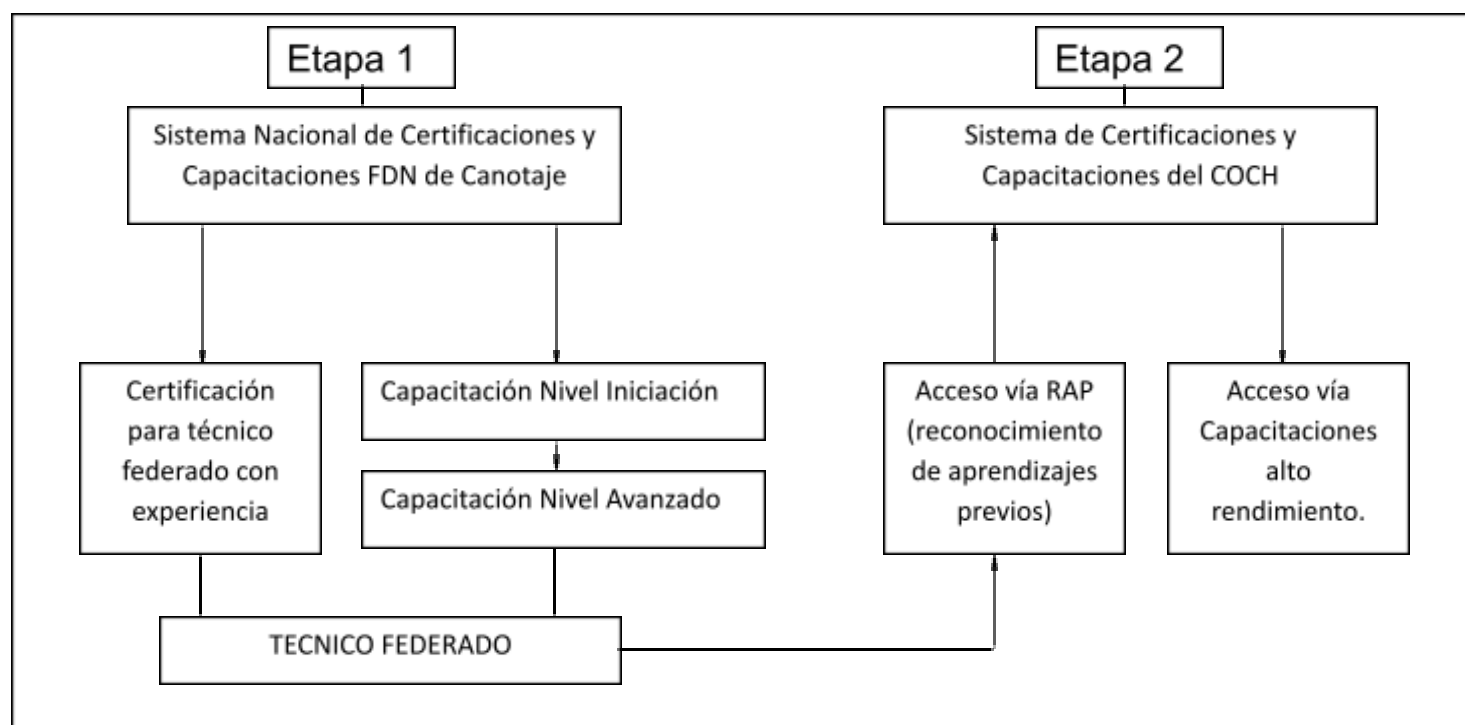 Etapa 1
Sistema Nacional de Certificaciones y
Capacitaciones FDN de Canotaje
Certificación
para técnico
federado con
experiencia
Capacitación Nivel Iniciación
Capacitación Nivel Avanzado
TECNICO FEDERADO
Etapa 2
Sistema de Certificaciones y
Capacitaciones del COCH
Acceso vía RAP
(reconocimiento
de aprendizajes
previos)
Acceso vía
Capacitaciones
alto
rendimiento.